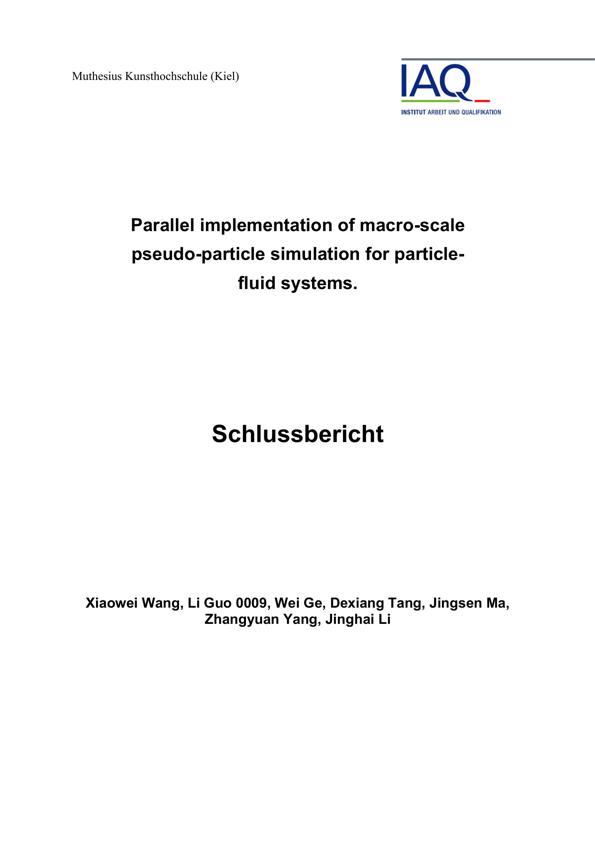 Muthesius Kunsthochschule (Kiel)
IAQ
INSTITUT ARBEIT UND QUALIFIKATION
Parallel implementation of macro-scale
pseudo-particle simulation for particle-
fluid systems.
Schlussbericht
Xiaowei Wang, Li Guo 0009, Wei Ge, Dexiang Tang, Jingsen Ma,
Zhangyuan Yang, Jinghai Li